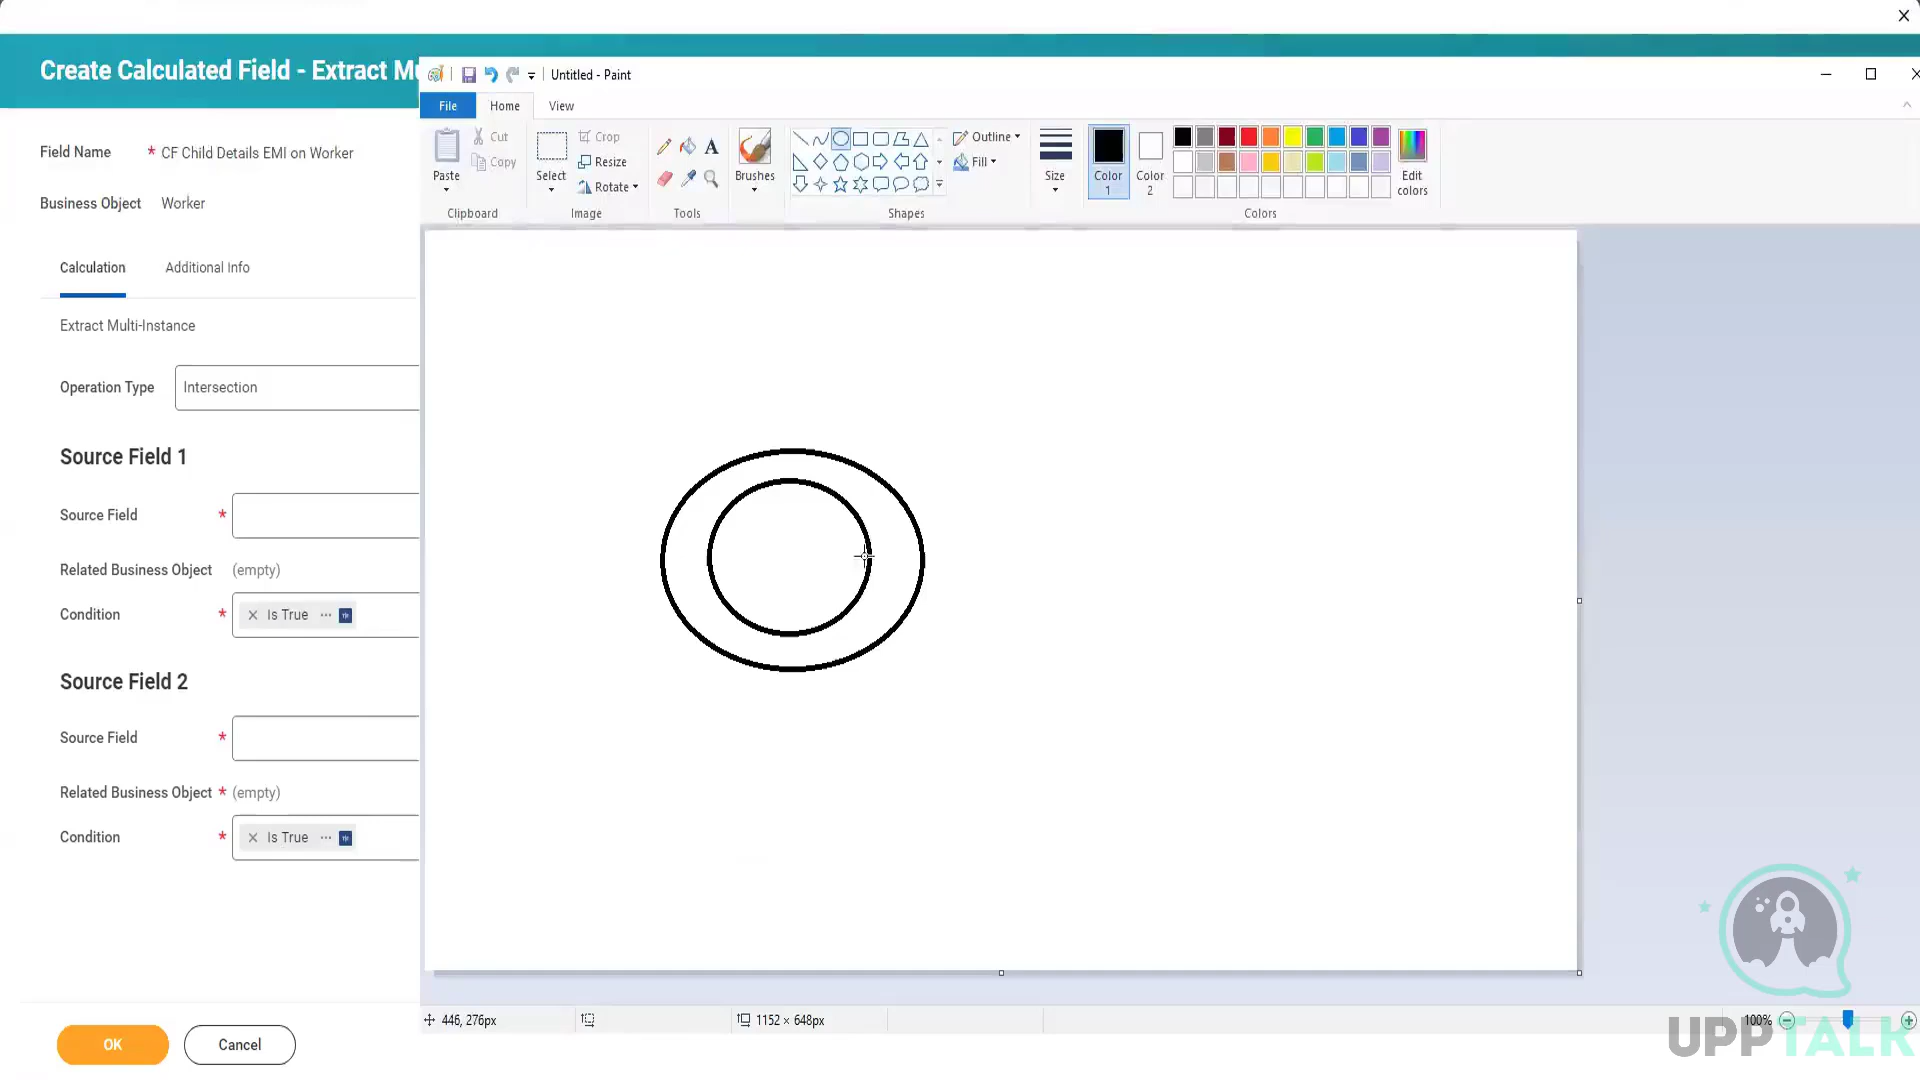 Create Calculated Field - Extract Mu
Untitled - Paint
File Home View
Paste
Cut
Copy
Clipboard
Select
Crop
Resize
Rotate
Image
A
Tools
Brushes
Outline
Fill
Shapes
Size
Color 1
Color 2
Edit colors
Colors
Field Name * CF Child Details EMI on Worker
Business Object Worker
Calculation Additional Info
Extract Multi-Instance
Operation Type Intersection
Source Field 1
Source Field *
Related Business Object (empty)
Condition * Is True
Source Field 2
Source Field *
Related Business Object * (empty)
Condition * Is True
OK Cancel
446, 276px
1152 × 648px
100%
UPPTALK